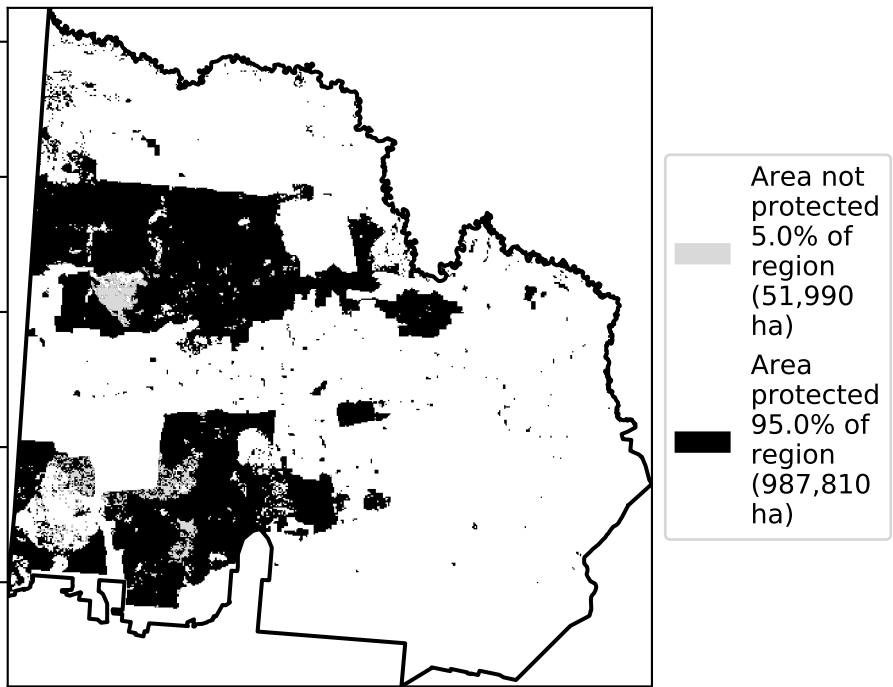 Area not
protected
5.0% of
region
(51,990
ha)
Area
protected
95.0% of
region
(987,810
ha)